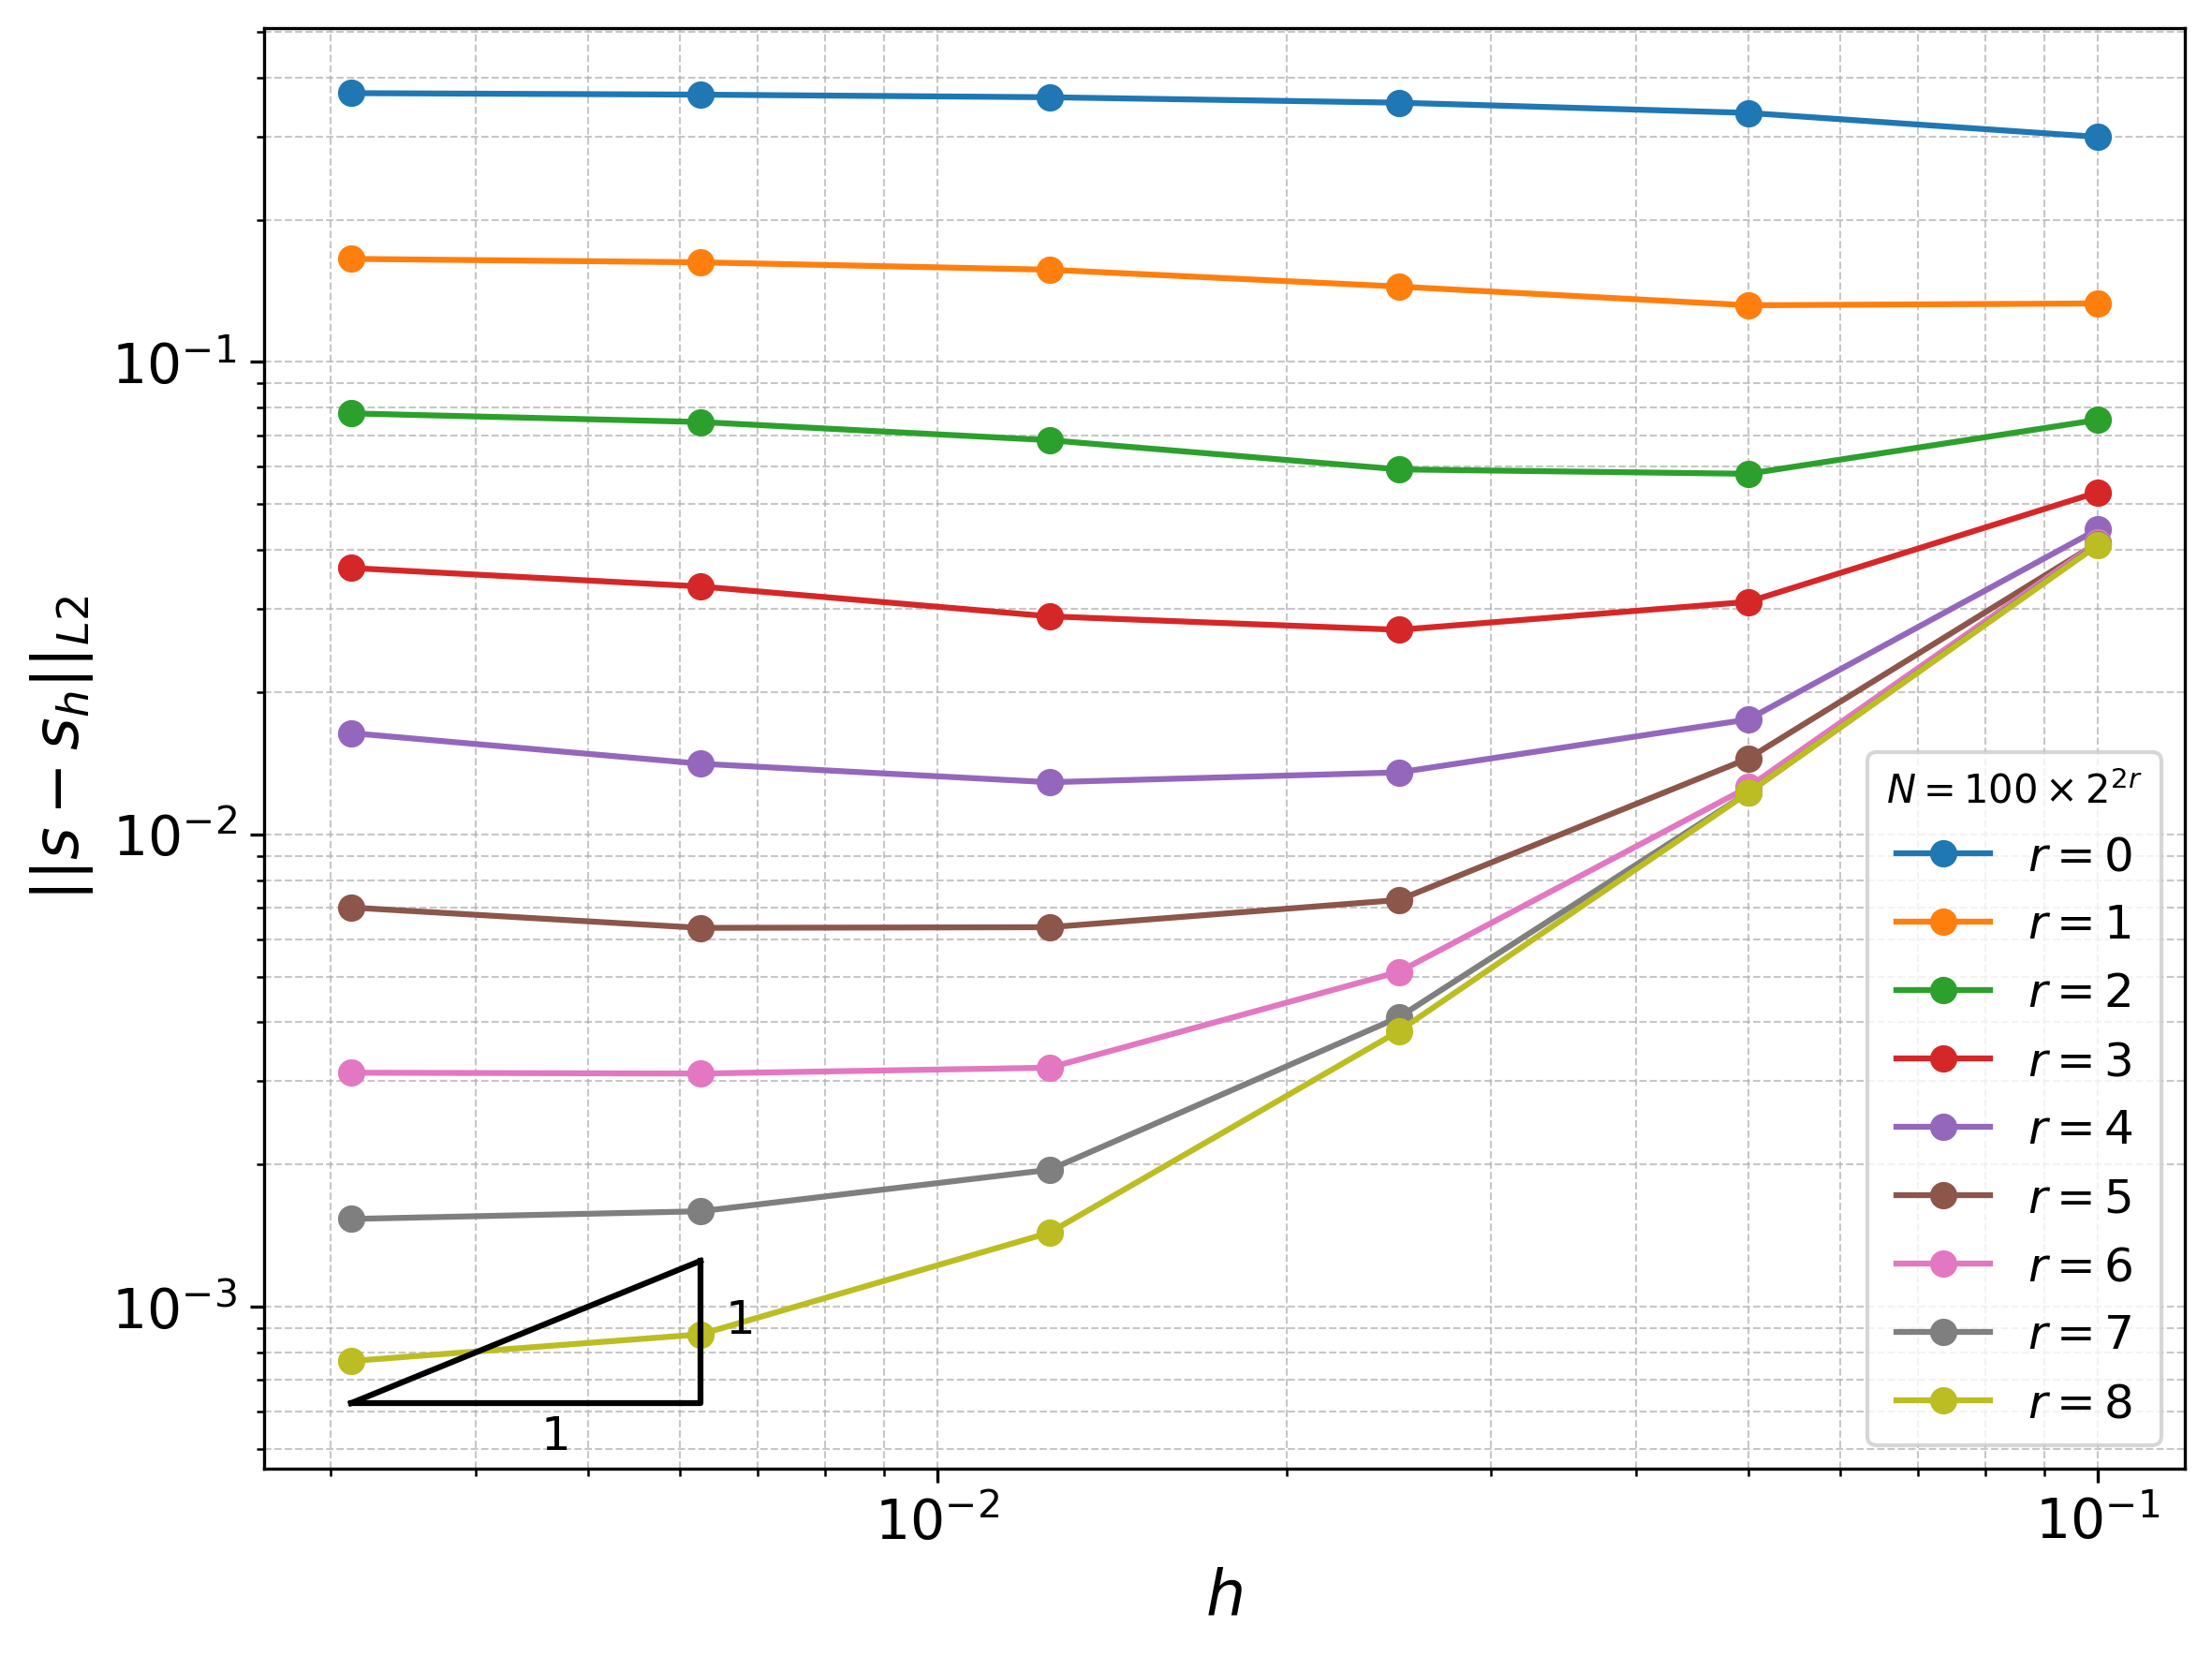 ||s − s_h||_{L2}
10^{−1}
10^{−2}
10^{−3}
1
1
N = 100 × 2^{2r}
r = 0
r = 1
r = 2
r = 3
r = 4
r = 5
r = 6
r = 7
r = 8
10^{−2}
10^{−1}
h